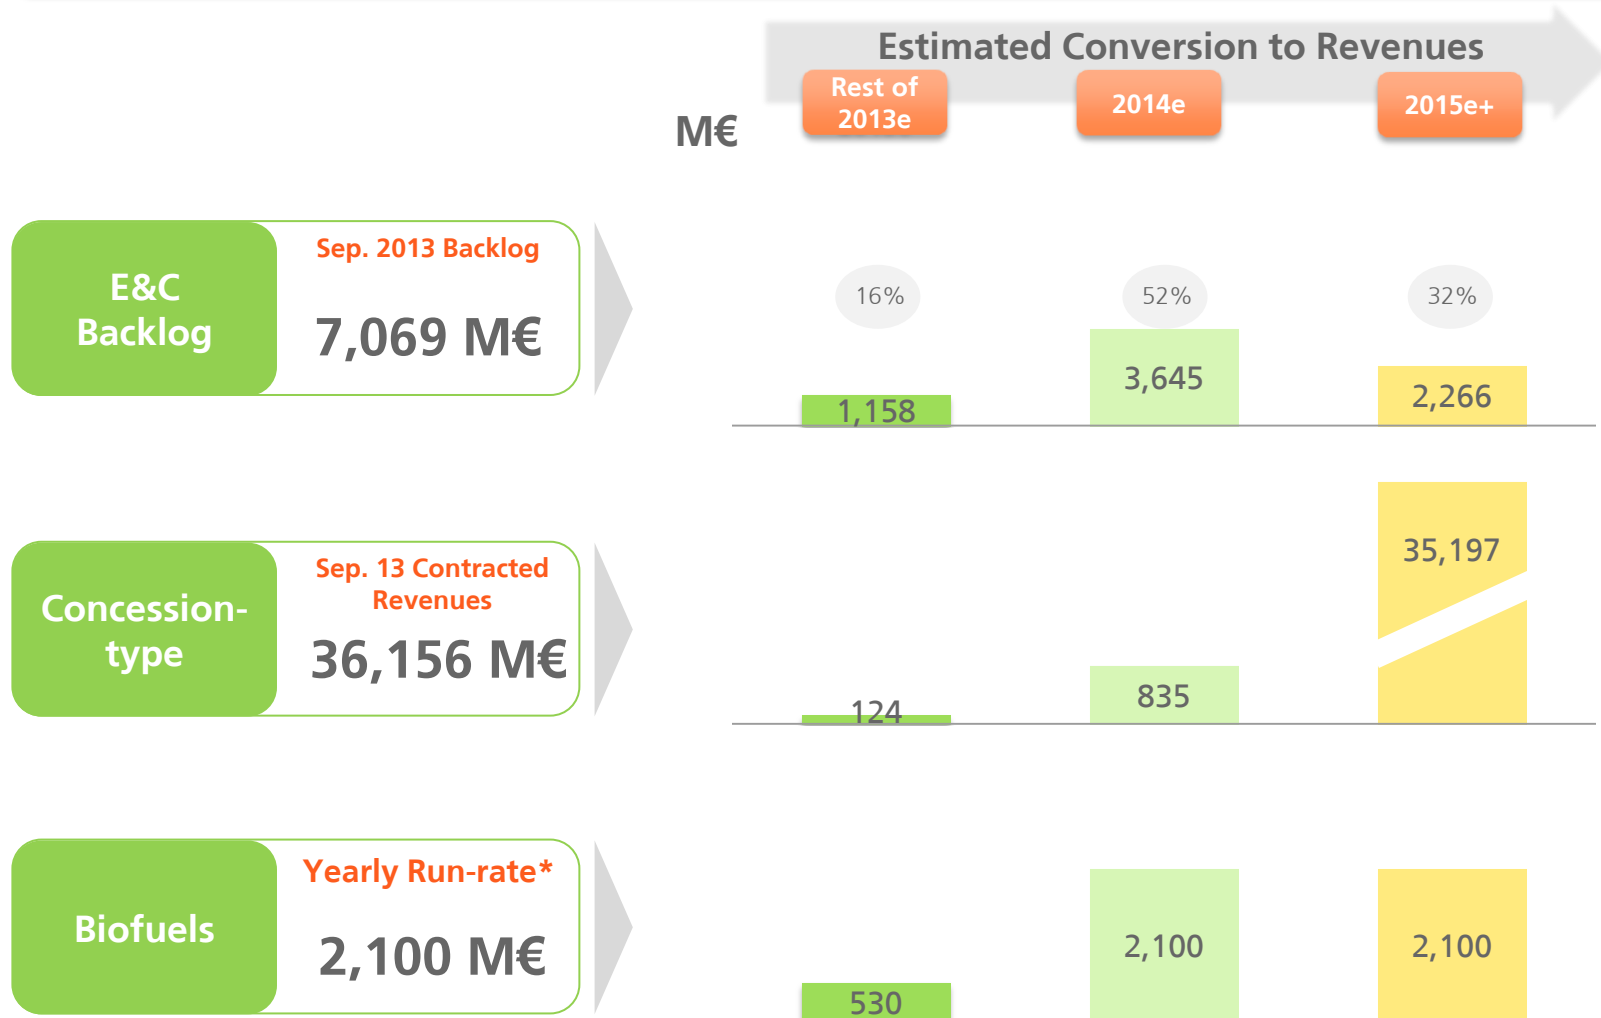 Estimated Conversion to Revenues
Rest of
2013e
2014e
2015e+
M€
E&C
Backlog
Sep. 2013 Backlog
7,069 M€
16%
52%
32%
1,158
3,645
2,266
Concession-
type
Sep. 13 Contracted
Revenues
36,156 M€
124
835
35,197
Biofuels
Yearly Run-rate*
2,100 M€
530
2,100
2,100